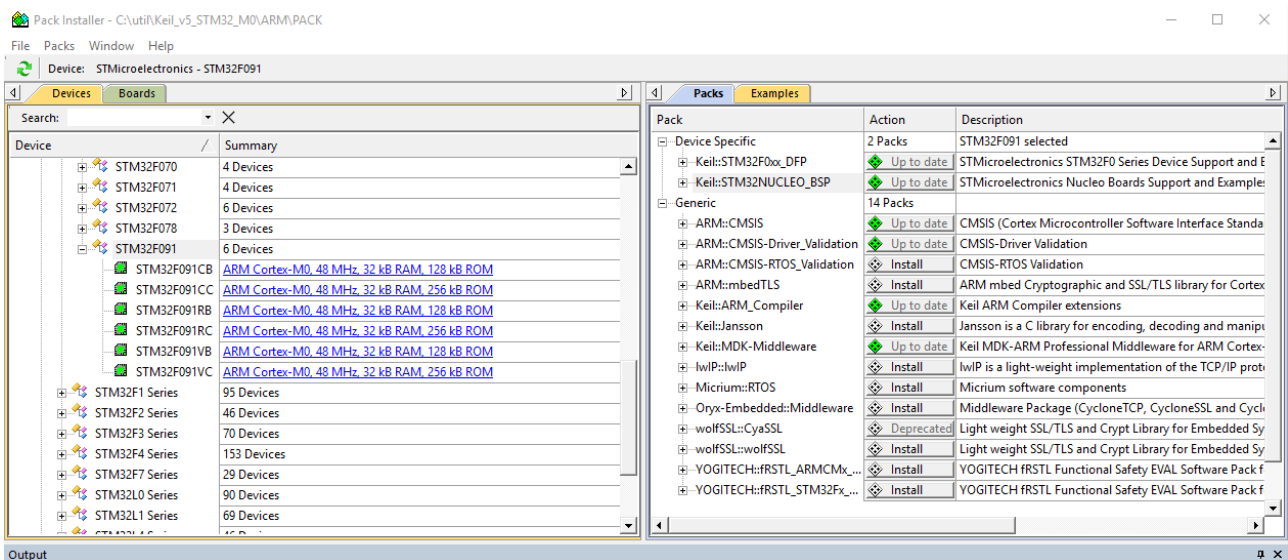 Pack Installer - C:\util\Keil_v5_STM32_M0\ARM\PACK
File Packs Window Help
Device: STMicroelectronics - STM32F091
Devices Boards
Search:
Device Summary
STM32F070 4 Devices
STM32F071 4 Devices
STM32F072 6 Devices
STM32F078 3 Devices
STM32F091 6 Devices
STM32F091CB ARM Cortex-M0, 48 MHz, 32 kB RAM, 128 kB ROM
STM32F091CC ARM Cortex-M0, 48 MHz, 32 kB RAM, 256 kB ROM
STM32F091RB ARM Cortex-M0, 48 MHz, 32 kB RAM, 128 kB ROM
STM32F091RC ARM Cortex-M0, 48 MHz, 32 kB RAM, 256 kB ROM
STM32F091VB ARM Cortex-M0, 48 MHz, 32 kB RAM, 128 kB ROM
STM32F091VC ARM Cortex-M0, 48 MHz, 32 kB RAM, 256 kB ROM
STM32F1 Series 95 Devices
STM32F2 Series 46 Devices
STM32F3 Series 70 Devices
STM32F4 Series 153 Devices
STM32F7 Series 29 Devices
STM32L0 Series 90 Devices
STM32L1 Series 69 Devices
Packs Examples
Pack Action Description
Device Specific 2 Packs STM32F091 selected
Keil::STM32F0xx_DFP Up to date STMicroelectronics STM32F0 Series Device Support and E
Keil::STM32NUCLEO_BSP Up to date STMicroelectronics Nucleo Boards Support and Example
Generic 14 Packs
ARM::CMSIS Up to date CMSIS (Cortex Microcontroller Software Interface Standa
ARM::CMSIS-Driver_Validation Up to date CMSIS-Driver Validation
ARM::CMSIS-RTOS_Validation Install CMSIS-RTOS Validation
ARM::mbedTLS Install ARM mbed Cryptographic and SSL/TLS library for Cortex
Keil::ARM_Compiler Up to date Keil ARM Compiler extensions
Keil::Jansson Install Jansson is a C library for encoding, decoding and manipu
Keil::MDK-Middleware Up to date Keil MDK-ARM Professional Middleware for ARM Cortex-
lwIP::lwIP Install lwIP is a light-weight implementation of the TCP/IP prot
Micrium::RTOS Install Micrium software components
Oryx-Embedded::Middleware Install Middleware Package (CycloneTCP, CycloneSSL and Cycl
wolfSSL::CyaSSL Deprecated Light weight SSL/TLS and Crypt Library for Embedded Sy
wolfSSL::wolfSSL Install Light weight SSL/TLS and Crypt Library for Embedded Sy
YOGITECH::fRSTL_ARMCMx_... Install YOGITECH fRSTL Functional Safety EVAL Software Pack f
YOGITECH::fRSTL_STM32Fx_... Install YOGITECH fRSTL Functional Safety EVAL Software Pack f
Output